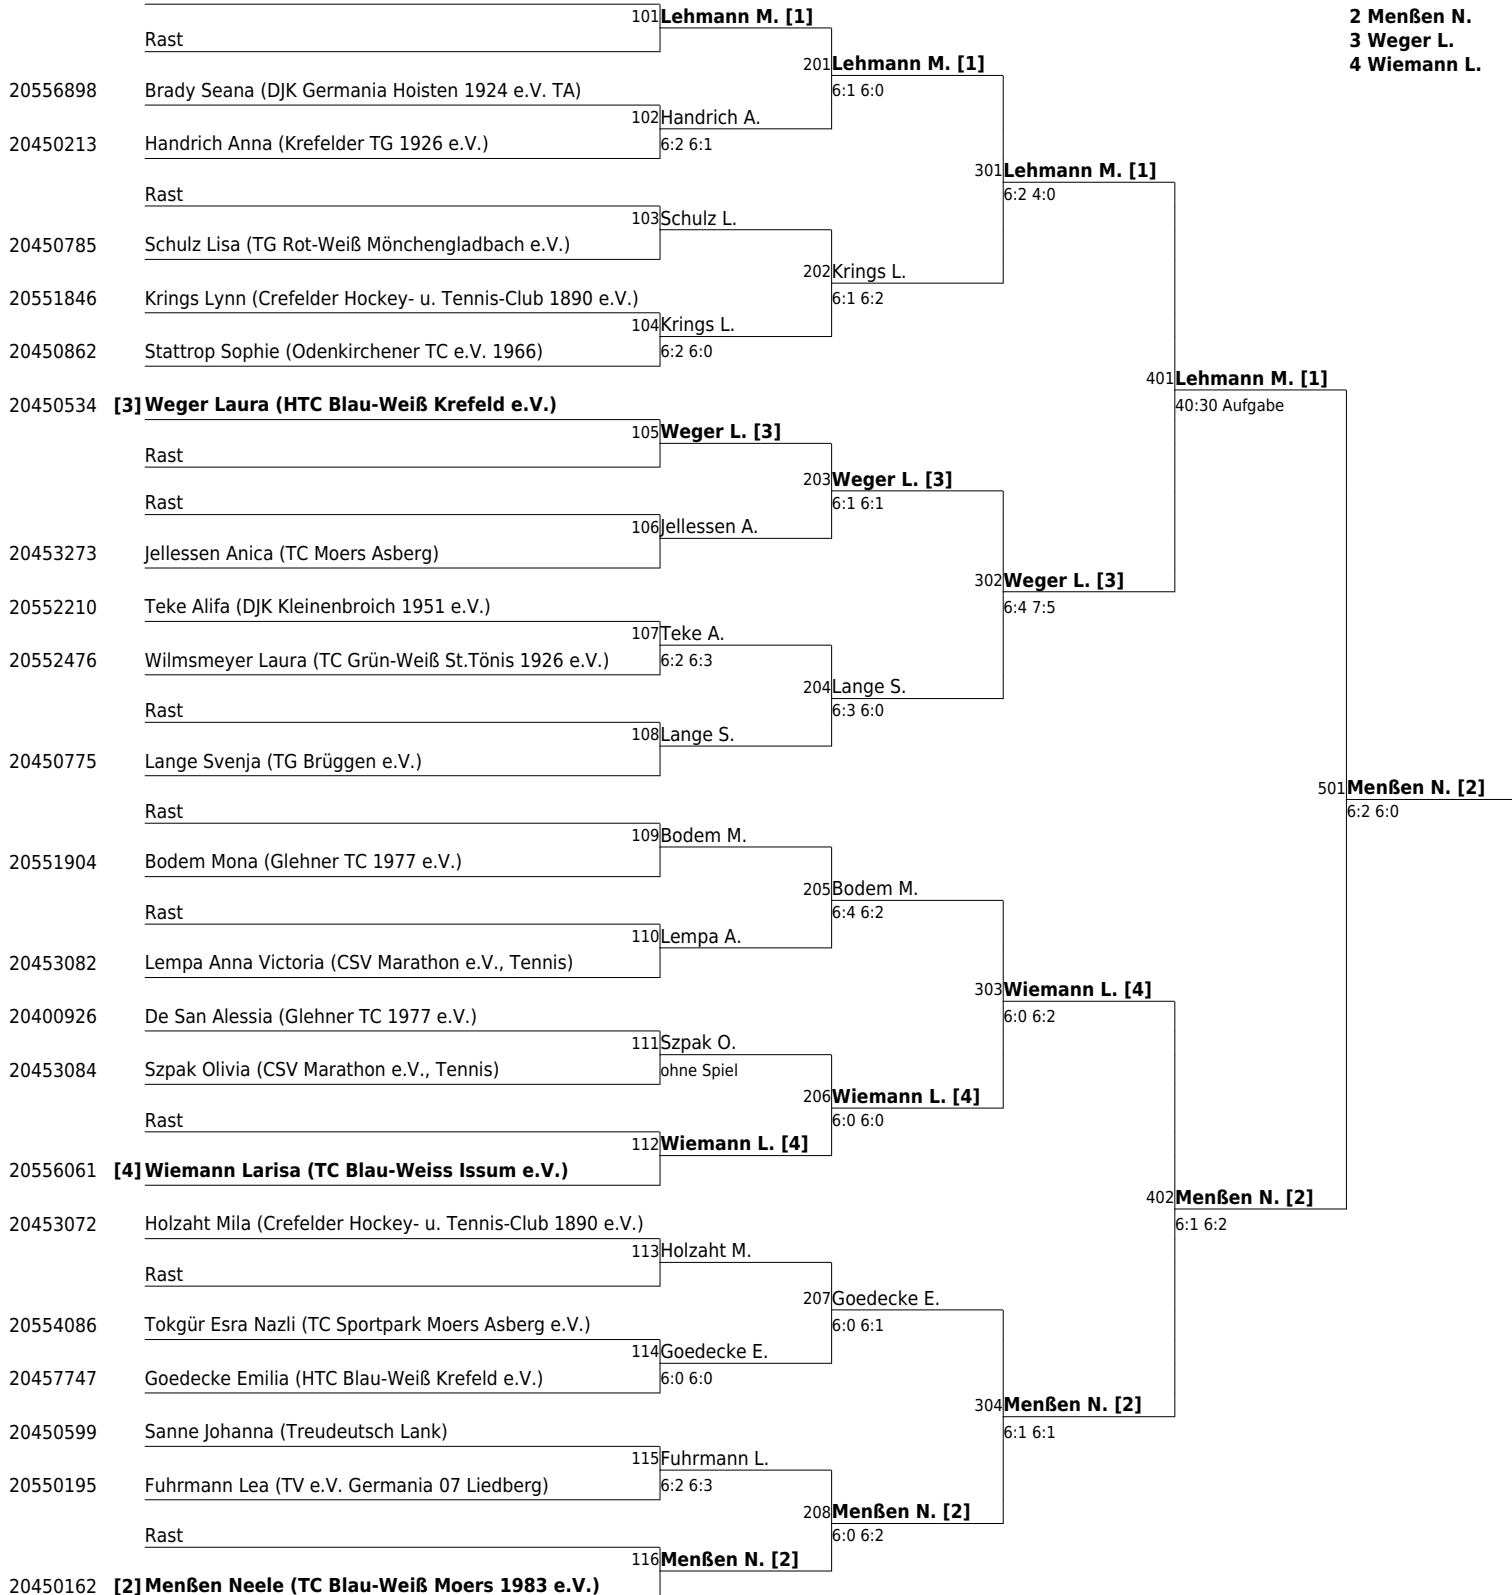 101 Lehmann M. [1]
2 Menßen N.
Rast
3 Weger L.
201 Lehmann M. [1]
4 Wiemann L.
20556898 Brady Seana (DJK Germania Hoisten 1924 e.V. TA)
6:1 6:0
102 Handrich A.
20450213 Handrich Anna (Krefelder TG 1926 e.V.)
6:2 6:1
301 Lehmann M. [1]
Rast
6:2 4:0
103 Schulz L.
20450785 Schulz Lisa (TG Rot-Weiß Mönchengladbach e.V.)
202 Krings L.
20551846 Krings Lynn (Crefelder Hockey- u. Tennis-Club 1890 e.V.)
6:1 6:2
104 Krings L.
20450862 Stattrop Sophie (Odenkirchener TC e.V. 1966)
6:2 6:0
401 Lehmann M. [1]
20450534 [3] Weger Laura (HTC Blau-Weiß Krefeld e.V.)
40:30 Aufgabe
105 Weger L. [3]
Rast
203 Weger L. [3]
Rast
6:1 6:1
106 Jellessen A.
20453273 Jellessen Anica (TC Moers Asberg)
302 Weger L. [3]
20552210 Teke Alifa (DJK Kleinenbroich 1951 e.V.)
6:4 7:5
107 Teke A.
20552476 Wilmsmeyer Laura (TC Grün-Weiß St.Tönis 1926 e.V.)
6:2 6:3
204 Lange S.
Rast
6:3 6:0
108 Lange S.
20450775 Lange Svenja (TG Brüggen e.V.)
501 Menßen N. [2]
Rast
6:2 6:0
109 Bodem M.
20551904 Bodem Mona (Glehner TC 1977 e.V.)
205 Bodem M.
Rast
6:4 6:2
110 Lempa A.
20453082 Lempa Anna Victoria (CSV Marathon e.V., Tennis)
303 Wiemann L. [4]
20400926 De San Alessia (Glehner TC 1977 e.V.)
6:0 6:2
111 Szpak O.
20453084 Szpak Olivia (CSV Marathon e.V., Tennis)
ohne Spiel
206 Wiemann L. [4]
Rast
6:0 6:0
112 Wiemann L. [4]
20556061 [4] Wiemann Larisa (TC Blau-Weiss Issum e.V.)
402 Menßen N. [2]
20453072 Holzaht Mila (Crefelder Hockey- u. Tennis-Club 1890 e.V.)
6:1 6:2
113 Holzaht M.
Rast
207 Goedecke E.
20554086 Tokgür Esra Nazli (TC Sportpark Moers Asberg e.V.)
6:0 6:1
114 Goedecke E.
20457747 Goedecke Emilia (HTC Blau-Weiß Krefeld e.V.)
6:0 6:0
304 Menßen N. [2]
20450599 Sanne Johanna (Treudeutsch Lank)
6:1 6:1
115 Fuhrmann L.
20550195 Fuhrmann Lea (TV e.V. Germania 07 Liedberg)
6:2 6:3
208 Menßen N. [2]
Rast
6:0 6:2
116 Menßen N. [2]
20450162 [2] Menßen Neele (TC Blau-Weiß Moers 1983 e.V.)